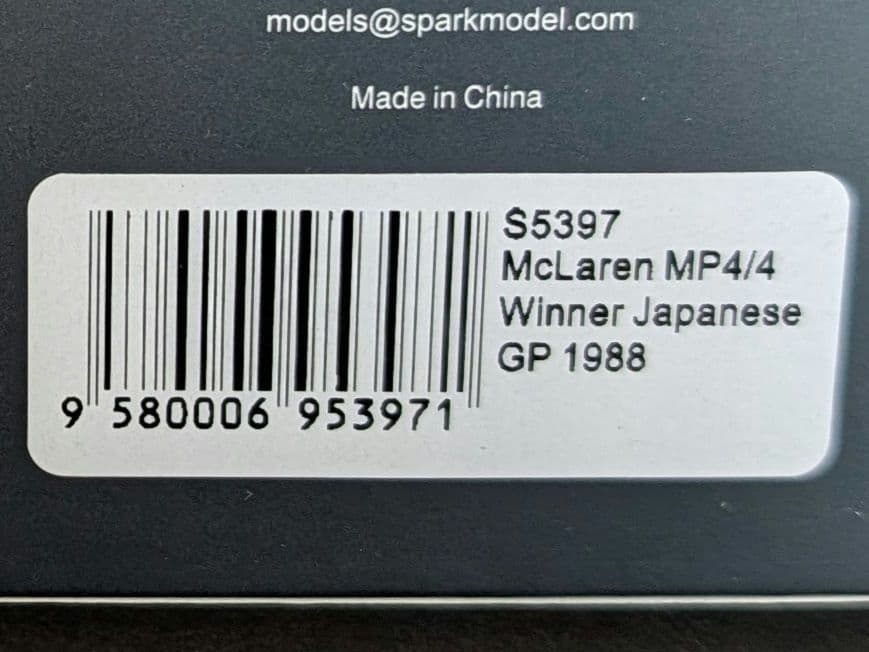 models@sparkmodel.com
Made in China
S5397
McLaren MP4/4
Winner Japanese
GP 1988
9 580006 953971